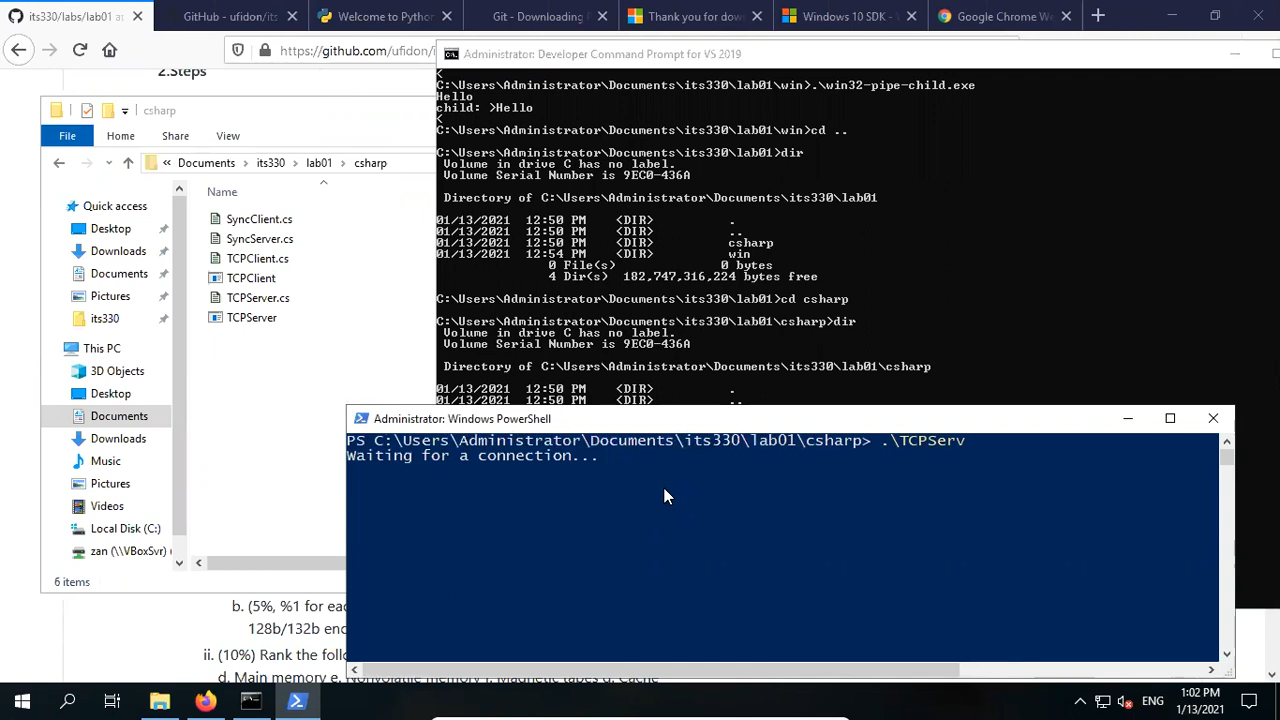 its330/labs/lab01 a
GitHub - ufidon/its
Welcome to Python
Git - Downloading
Thank you for dow
Windows 10 SDK -
Google Chrome We
https://github.com/ufidon/i
2.Steps
Administrator: Developer Command Prompt for VS 2019
<
C:\Users\Administrator\Documents\its330\lab01\win>.\win32-pipe-child.exe
Hello
child: >Hello
<
C:\Users\Administrator\Documents\its330\lab01\win>cd ..
C:\Users\Administrator\Documents\its330\lab01>dir
Volume in drive C has no label.
Volume Serial Number is 9EC0-436A
Directory of C:\Users\Administrator\Documents\its330\lab01
01/13/2021 12:50 PM <DIR> .
01/13/2021 12:50 PM <DIR> ..
01/13/2021 12:50 PM <DIR> csharp
01/13/2021 12:54 PM <DIR> win
0 File(s) 0 bytes
4 Dir(s) 182,747,316,224 bytes free
C:\Users\Administrator\Documents\its330\lab01>cd csharp
C:\Users\Administrator\Documents\its330\lab01\csharp>dir
Volume in drive C has no label.
Volume Serial Number is 9EC0-436A
Directory of C:\Users\Administrator\Documents\its330\lab01\csharp
01/13/2021 12:50 PM <DIR> .
01/13/2021 12:50 PM <DIR> ..
csharp
File Home Share View
« Documents its330 lab01 csharp
Name
Quick access
Desktop
Downloads
Documents
Pictures
its330
This PC
3D Objects
Desktop
Documents
Downloads
Music
Pictures
Videos
Local Disk (C:)
zan (\\VBoxSvr) (
SyncClient.cs
SyncServer.cs
TCPClient.cs
TCPClient
TCPServer.cs
TCPServer
6 items
Administrator: Windows PowerShell
PS C:\Users\Administrator\Documents\its330\lab01\csharp> .\TCPServ
Waiting for a connection...
b. (5%, %1 for eac
128b/132b enc
ii. (10%) Rank the follo
d. Main memory e. Nonvolatile memory f. Magnetic tapes g. Cache
ENG
1:02 PM
1/13/2021